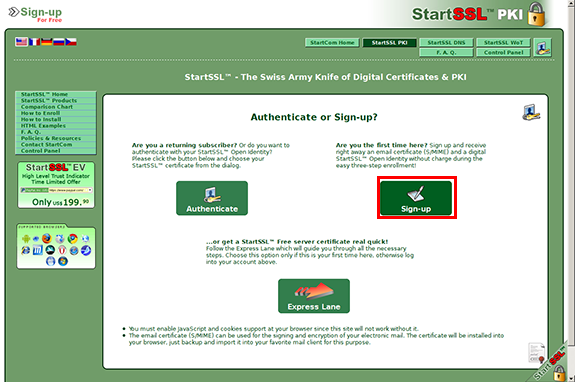 Sign-up
For Free
StartSSL™ PKI
StartCom Home
StartSSL PKI
StartSSL DNS
StartSSL WoT
F. A. Q.
Control Panel
StartSSL™ - The Swiss Army Knife of Digital Certificates & PKI
StartSSL™ Home
StartSSL™ Products
Comparison Chart
How to Enroll
How to Install
HTML Examples
F. A. Q.
Policies & Resources
Contact StartCom
Control Panel
StartSSL™EV
High Level Trust Indicator
Time Limited Offer
Only US$ 199.90
SUPPORTING BROWSERS
Authenticate or Sign-up?
Are you a returning subscriber? Or do you want to
authenticate with your StartSSL™ Open Identity?
Please click the button below and choose your
StartSSL™ certificate from the dialog.
Authenticate
Are you the first time here? Sign up and receive
right away an email certificate (S/MIME) and a digital
StartSSL™ Open Identity without charge during the
easy three-step enrollment!
Sign-up
...or get a StartSSL™ Free server certificate real quick!
Follow the Express Lane which will guide you through all the necessary
steps. Choose this option only if this is your first time here, otherwise log
into your account above.
Express Lane
You must enable JavaScript and cookies support at your browser since this site will not work without it.
The email certificate (S/MIME) can be used for the signing and encryption of your electronic mail. The certificate will be installed into
your browser, just backup and import it into your favorite mail client for this purpose.
StartSSL™